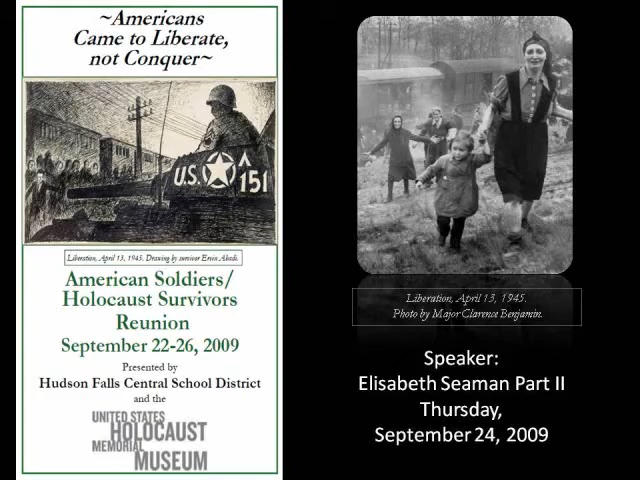 ~Americans
Came to Liberate,
not Conquer~
U.S. 151
Liberation, April 13, 1945. Drawing by survivor Ervin Abadi.
American Soldiers/
Holocaust Survivors
Reunion
September 22-26, 2009
Presented by
Hudson Falls Central School District
and the
UNITED STATES
HOLOCAUST
MEMORIAL
MUSEUM
Liberation, April 13, 1945.
Photo by Major Clarence Benjamin.
Speaker:
Elisabeth Seaman Part II
Thursday,
September 24, 2009